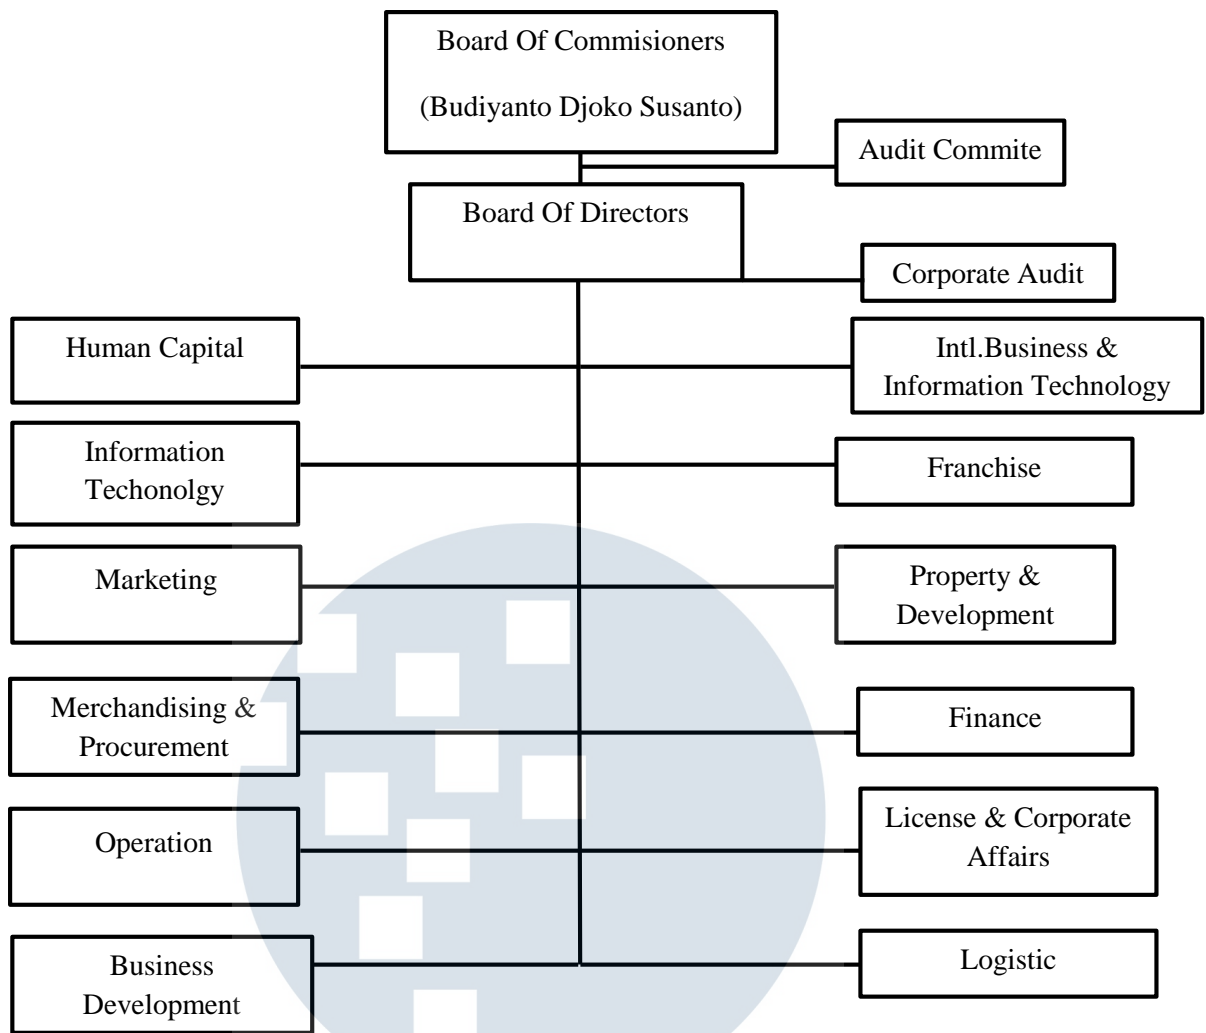 Board Of Commisioners
(Budiyanto Djoko Susanto)
Audit Commite
Board Of Directors
Corporate Audit
Human Capital
Intl.Business &
Information Technology
Information
Techonolgy
Franchise
Marketing
Property &
Development
Merchandising &
Procurement
Finance
Operation
License & Corporate
Affairs
Business
Development
Logistic